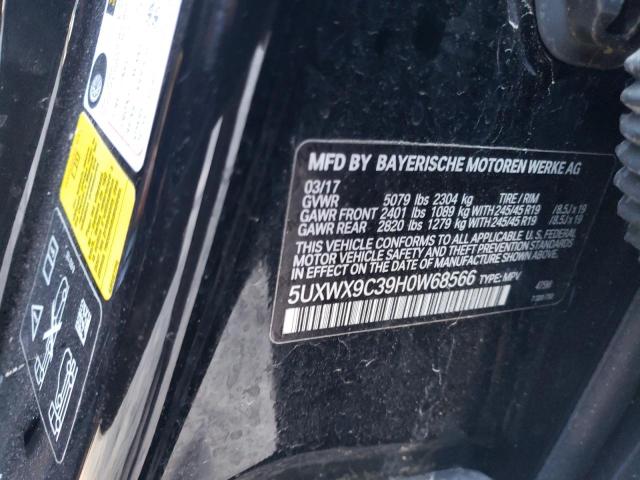 MFD BY BAYERISCHE MOTOREN WERKE AG
03/17
GVWR 5079 lbs 2304 kg TIRE / RIM
GAWR FRONT 2401 lbs 1089 kg WITH 245/45 R19 / 8.5J x 19
GAWR REAR 2820 lbs 1279 kg WITH 245/45 R19 / 8.5J x 19
THIS VEHICLE CONFORMS TO ALL APPLICABLE U.S. FEDERAL
MOTOR VEHICLE SAFETY AND THEFT PREVENTION STANDARDS
IN EFFECT ON THE DATE OF MANUFACTURE SHOWN ABOVE.
5UXWX9C39H0W68566 TYPE: MPV